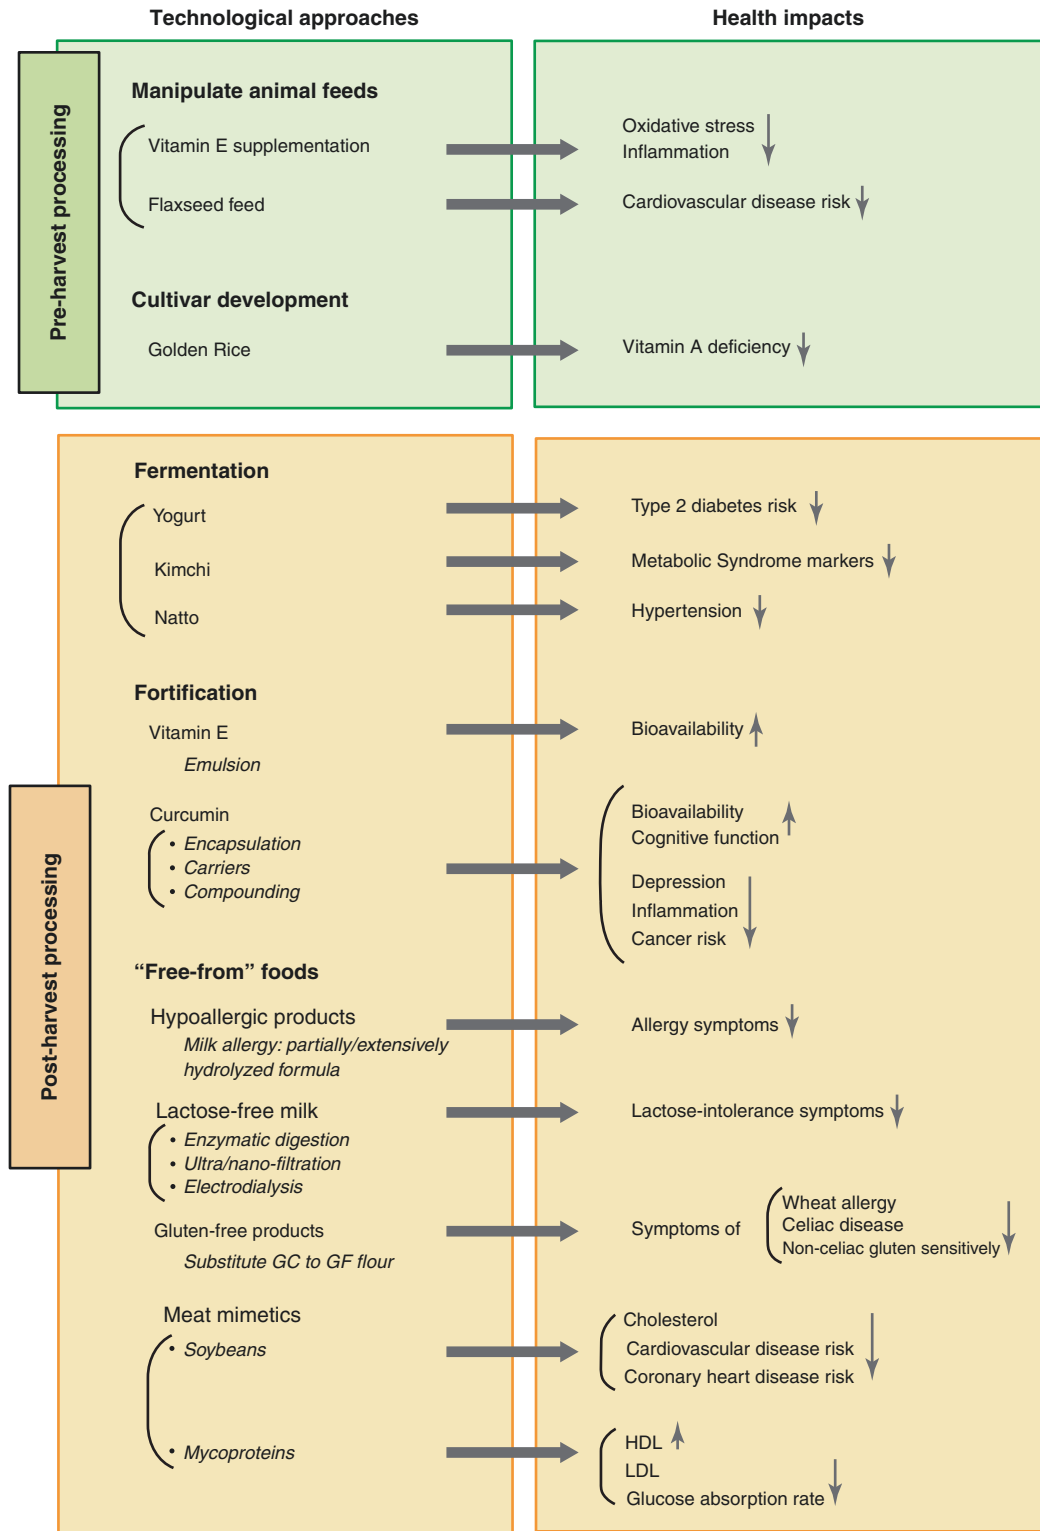 Technological approaches
Health impacts
Pre-harvest processing
Manipulate animal feeds
Vitamin E supplementation
Oxidative stress
Inflammation
Flaxseed feed
Cardiovascular disease risk
Cultivar development
Golden Rice
Vitamin A deficiency
Post-harvest processing
Fermentation
Yogurt
Type 2 diabetes risk
Kimchi
Metabolic Syndrome markers
Natto
Hypertension
Fortification
Vitamin E
Emulsion
Bioavailability
Curcumin
• Encapsulation
• Carriers
• Compounding
Bioavailability
Cognitive function
Depression
Inflammation
Cancer risk
“Free-from” foods
Hypoallergic products
Milk allergy: partially/extensively
hydrolyzed formula
Allergy symptoms
Lactose-free milk
• Enzymatic digestion
• Ultra/nano-filtration
• Electrodialysis
Lactose-intolerance symptoms
Gluten-free products
Substitute GC to GF flour
Symptoms of
Wheat allergy
Celiac disease
Non-celiac gluten sensitively
Meat mimetics
• Soybeans
Cholesterol
Cardiovascular disease risk
Coronary heart disease risk
• Mycoproteins
HDL
LDL
Glucose absorption rate